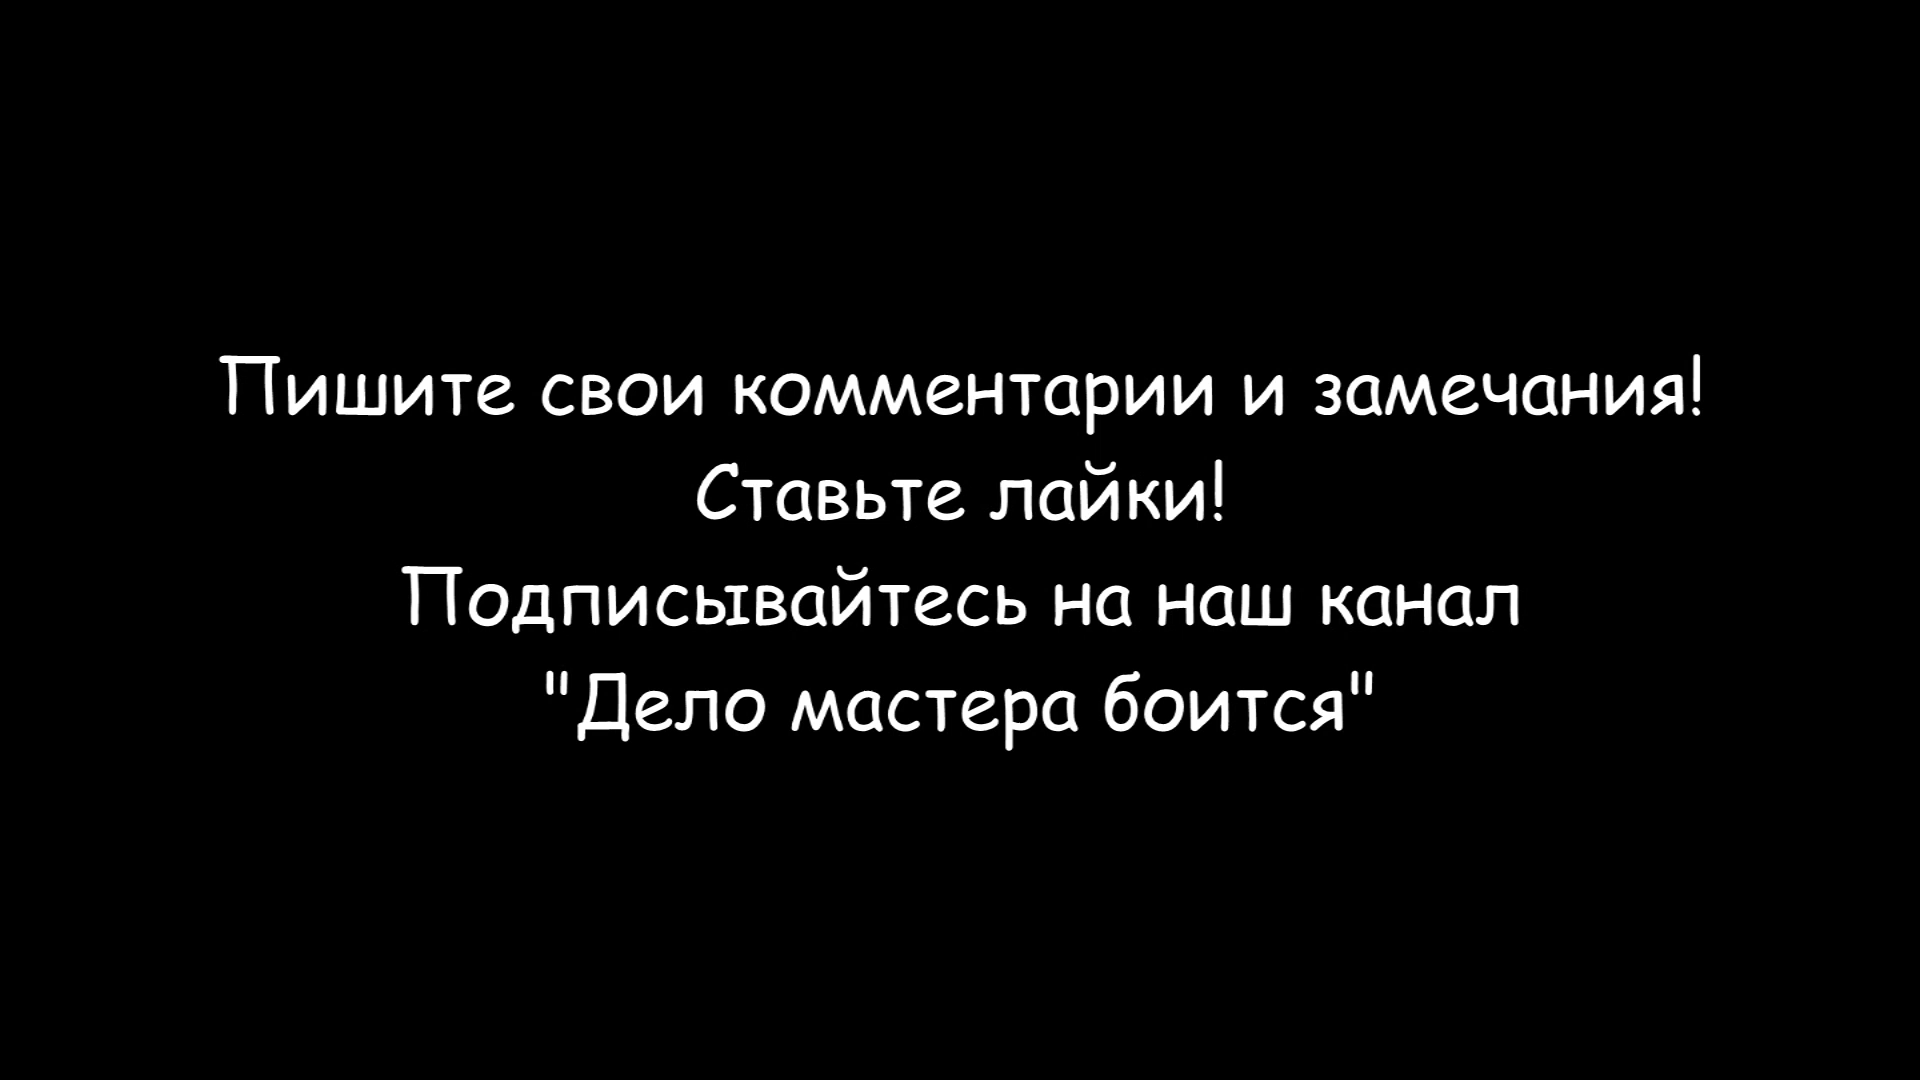 Пишите свои комментарии и замечания!
Ставьте лайки!
Подписывайтесь на наш канал
"Дело мастера боится"